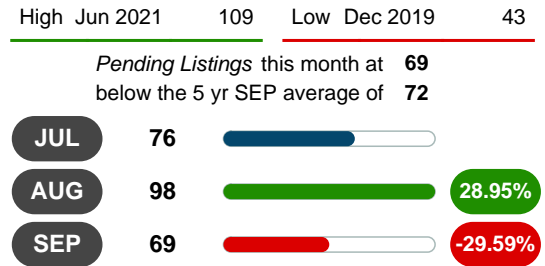 High Jun 2021 109 Low Dec 2019 43
Pending Listings this month at 69
below the 5 yr SEP average of 72
JUL 76
AUG 98 28.95%
SEP 69 -29.59%